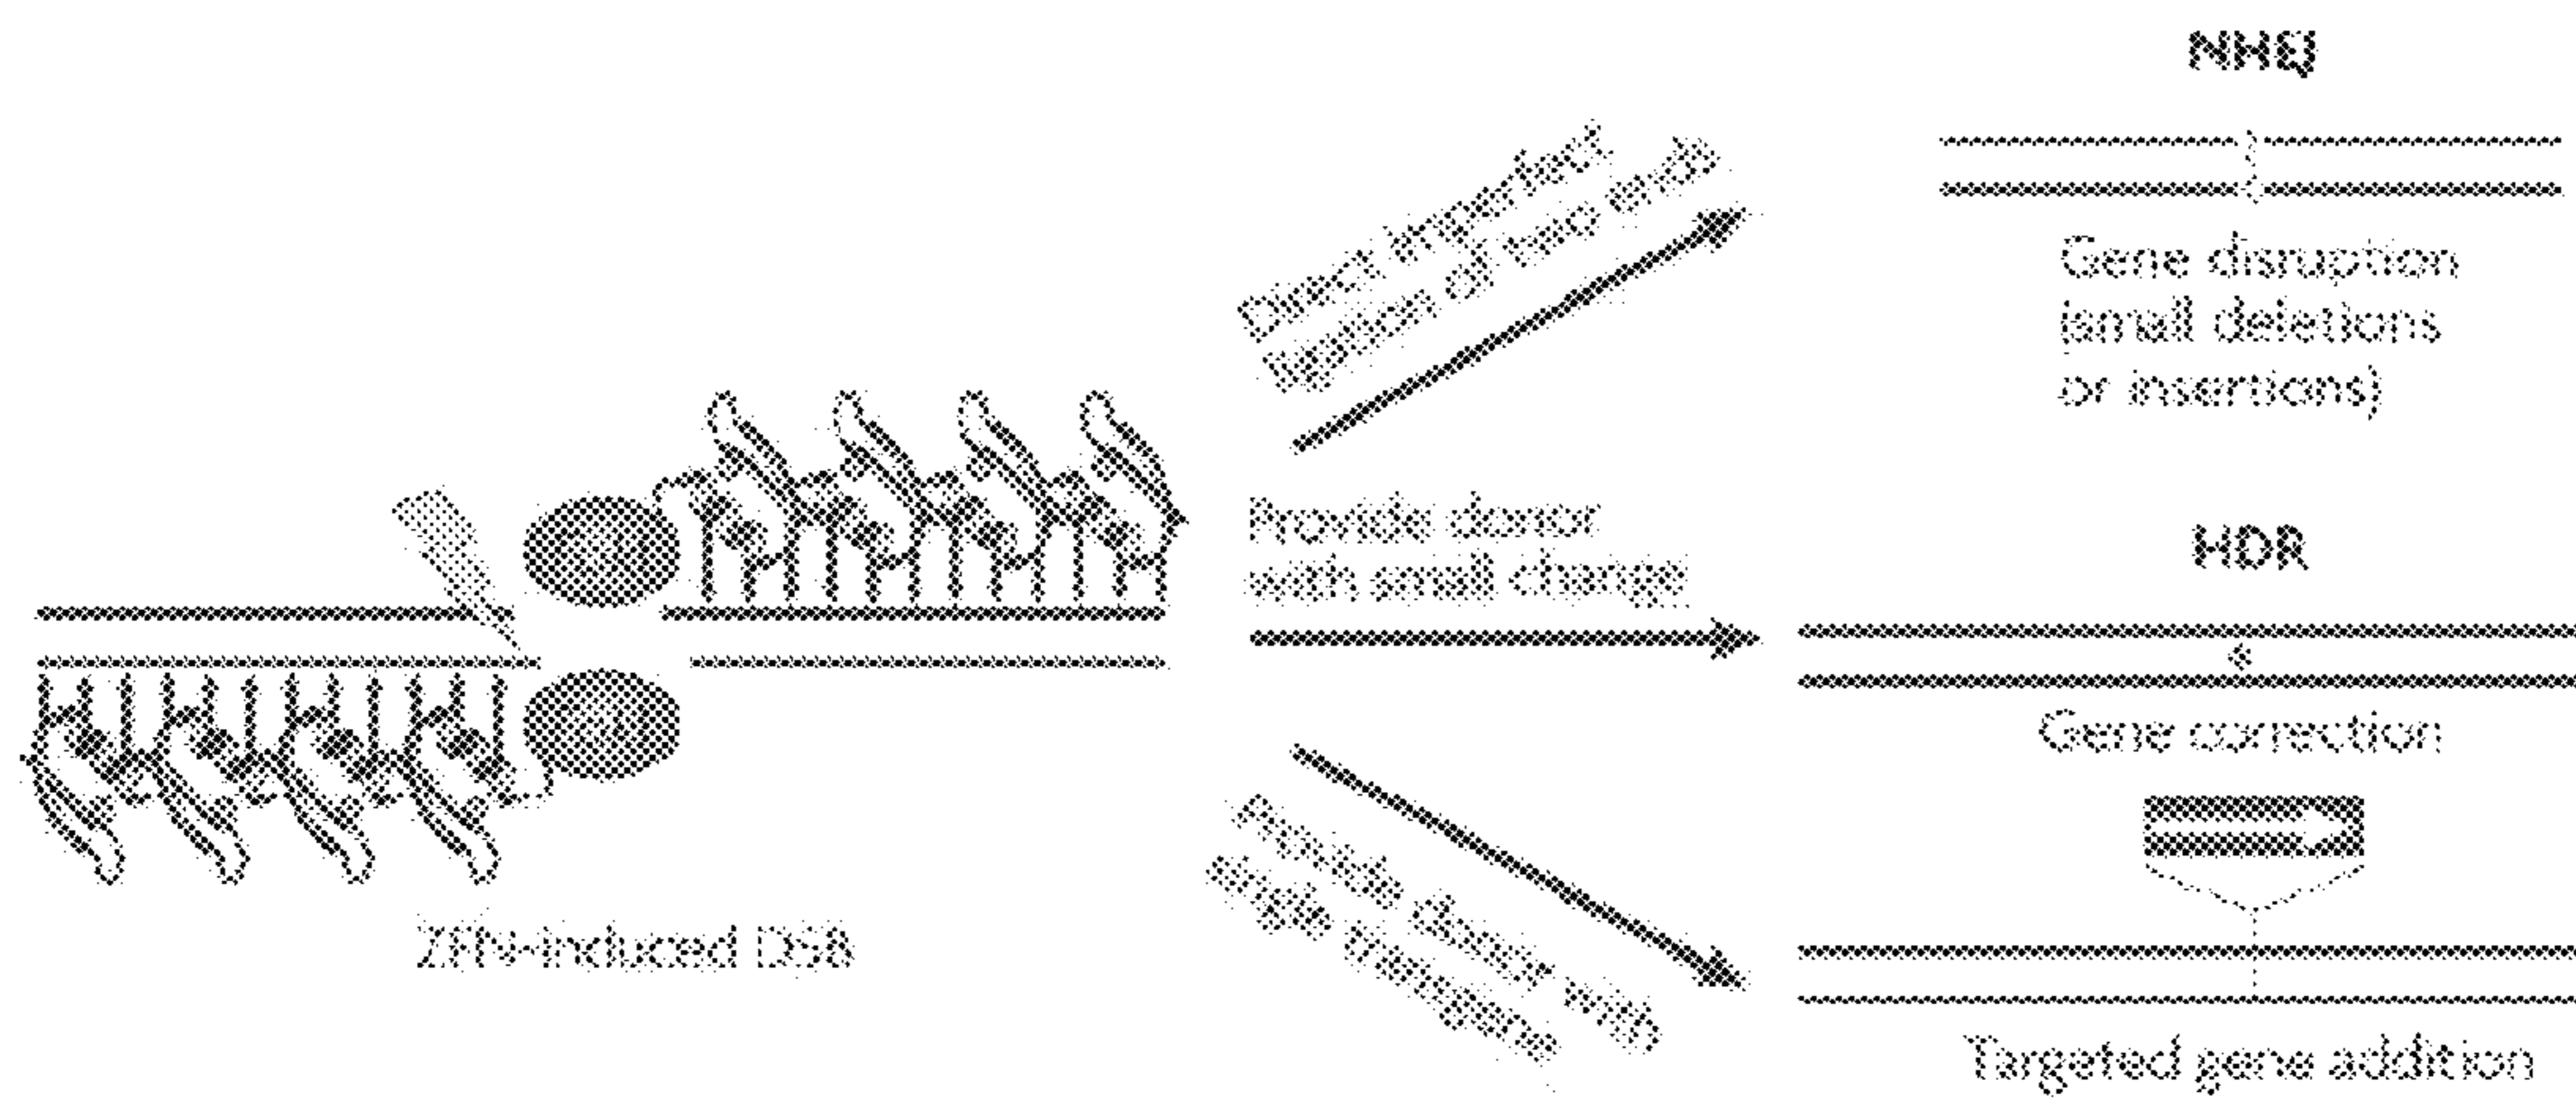 NHEJ
Direct imperfect
ligation of two ends
Gene disruption
(small deletions
or insertions)
Provide donor
with small change
HDR
Gene correction
Provide donor with
whole transgene
ZFN-induced DSB
Targeted gene addition